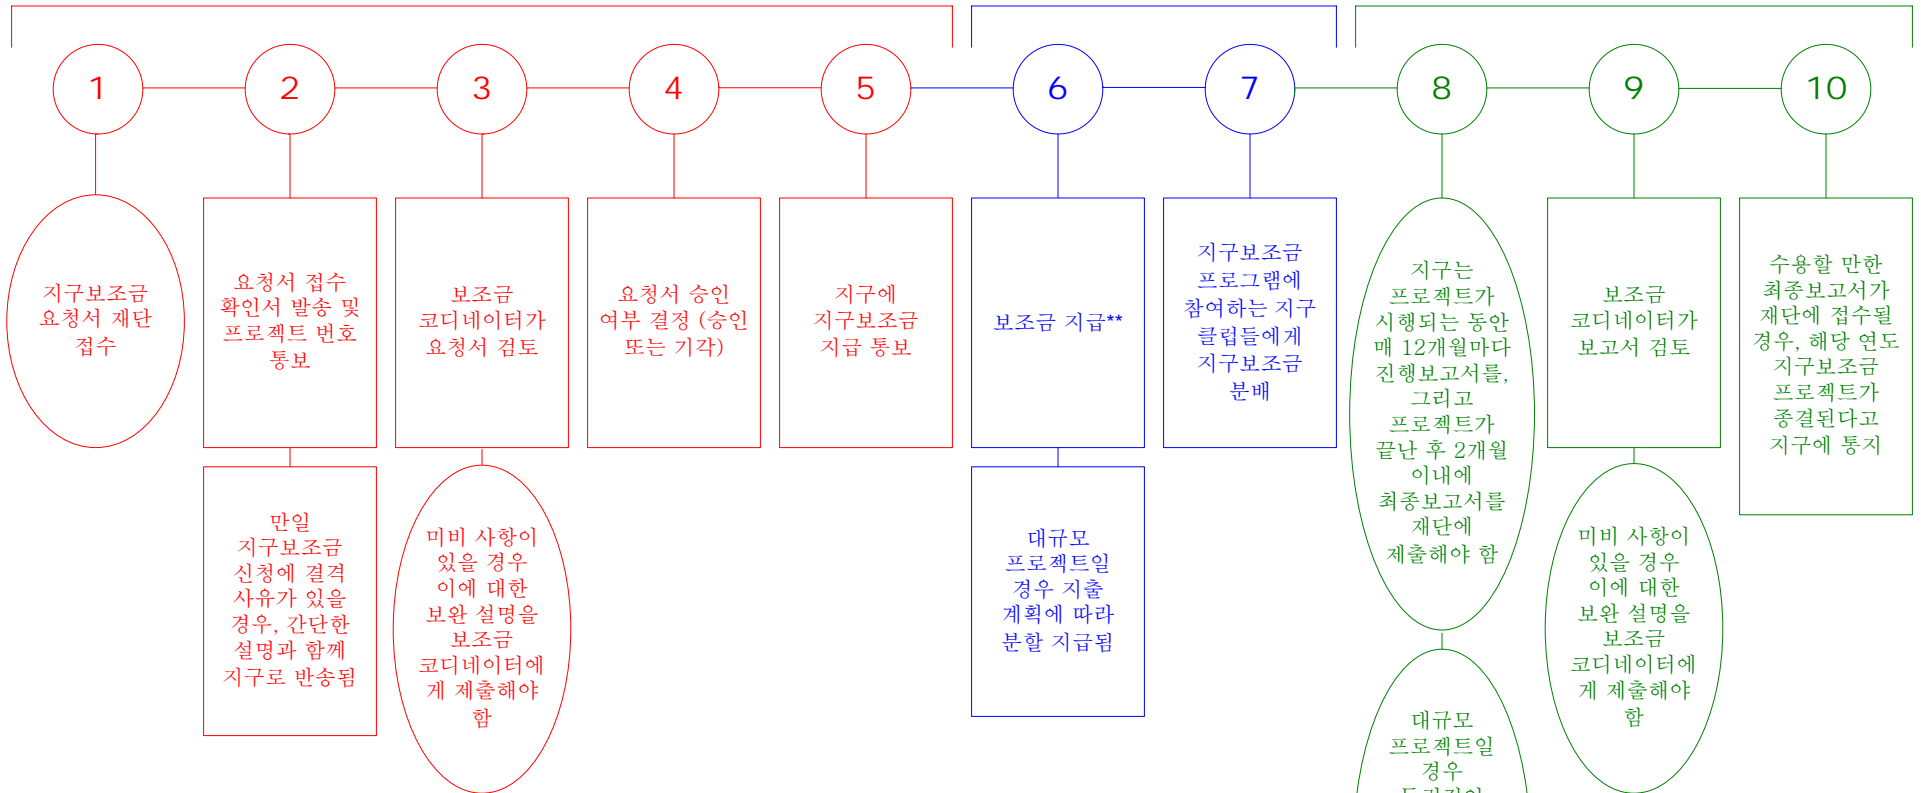 1
2
3
4
5
6
7
8
9
10
지구보조금
요청서 재단
접수
요청서 접수
확인서 발송 및
프로젝트 번호
통보
보조금
코디네이터가
요청서 검토
요청서 승인
여부 결정 (승인
또는 기각)
지구에
지구보조금
지급 통보
보조금 지급**
지구보조금
프로그램에
참여하는 지구
클럽들에게
지구보조금
분배
지구는
프로젝트가
시행되는 동안
매 12개월마다
진행보고서를,
그리고
프로젝트가
끝난 후 2개월
이내에
최종보고서를
재단에
제출해야 함
보조금
코디네이터가
보고서 검토
수용할 만한
최종보고서가
재단에 접수될
경우, 해당 연도
지구보조금
프로젝트가
종결된다고
지구에 통지
만일
지구보조금
신청에 결격
사유가 있을
경우, 간단한
설명과 함께
지구로 반송됨
미비 사항이
있을 경우
이에 대한
보완 설명을
보조금
코디네이터에
게 제출해야
함
대규모
프로젝트일
경우 지출
계획에 따라
분할 지급됨
대규모
프로젝트일
경우
미비 사항이
있을 경우
이에 대한
보완 설명을
보조금
코디네이터에
게 제출해야
함